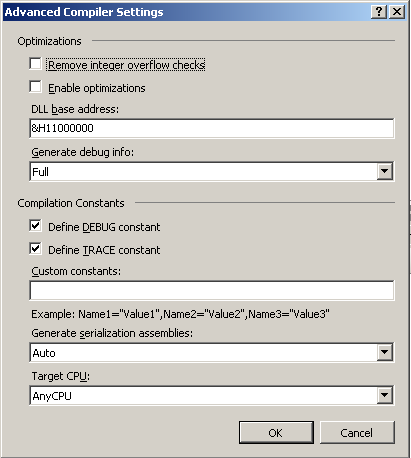 Advanced Compiler Settings
Optimizations
Remove integer overflow checks
Enable optimizations
DLL base address:
&H11000000
Generate debug info:
Full
Compilation Constants
Define DEBUG constant
Define TRACE constant
Custom constants:
Example: Name1="Value1",Name2="Value2",Name3="Value3"
Generate serialization assemblies:
Auto
Target CPU:
AnyCPU
OK Cancel